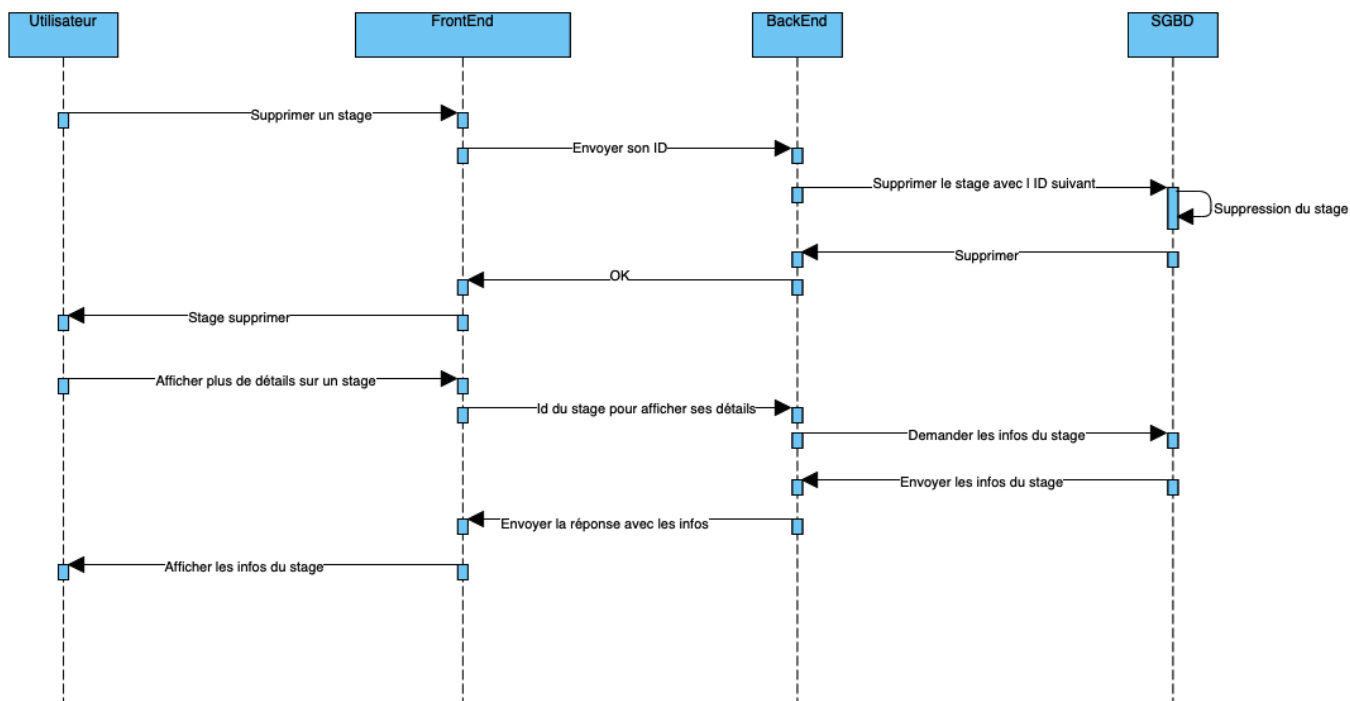 Utilisateur
FrontEnd
BackEnd
SGBD
Supprimer un stage
Envoyer son ID
Supprimer le stage avec l ID suivant
Suppression du stage
Supprimer
OK
Stage supprimer
Afficher plus de détails sur un stage
Id du stage pour afficher ses détails
Demander les infos du stage
Envoyer les infos du stage
Envoyer la réponse avec les infos
Afficher les infos du stage